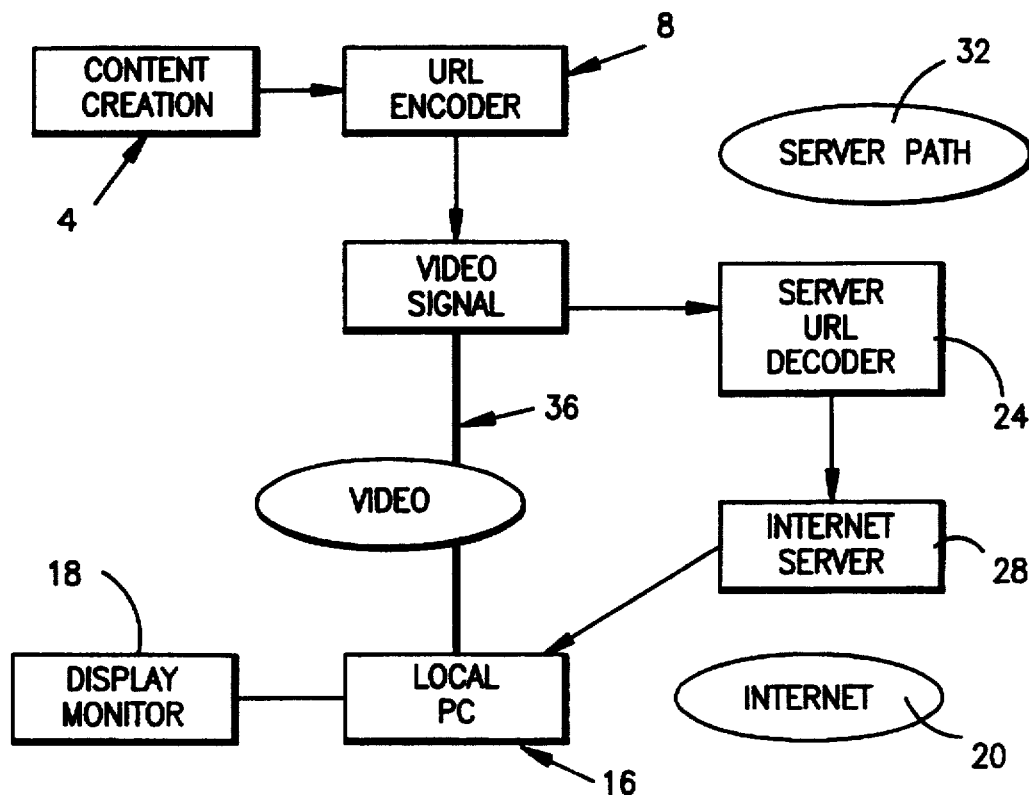 8
CONTENT
CREATION
URL
ENCODER
32
SERVER PATH
4
VIDEO
SIGNAL
SERVER
URL
DECODER
36
24
VIDEO
INTERNET
SERVER
28
18
DISPLAY
MONITOR
LOCAL
PC
INTERNET
16
20